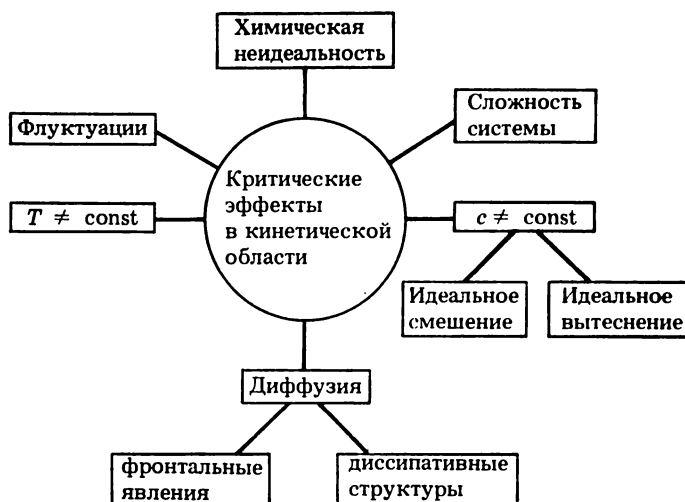 Химическая
неидеальность
Флуктуации
Сложность
системы
Критические
эффекты
в кинетической
области
T ≠ const
c ≠ const
Идеальное
смешение
Идеальное
вытеснение
Диффузия
фронтальные
явления
диссипативные
структуры